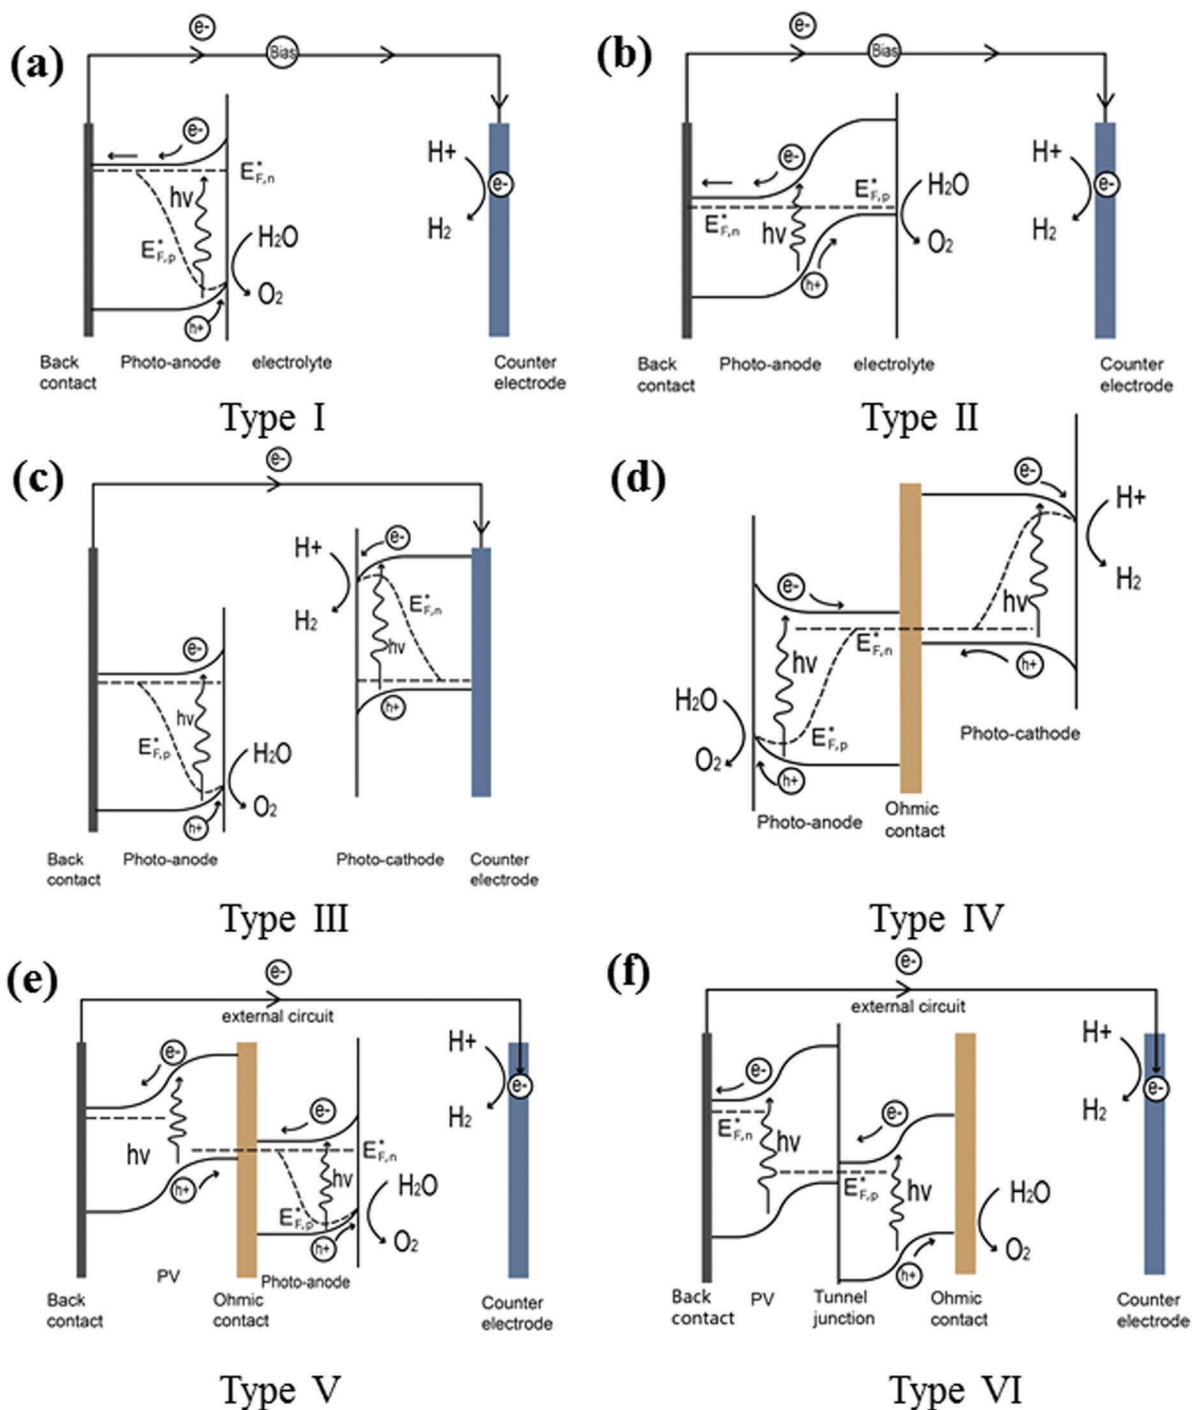 (a)
e-
Bias
e-
E*F,n
hv
E*F,p
H2O
O2
h+
H+
e-
H2
Back
contact
Photo-anode
electrolyte
Counter
electrode
Type I
(b)
e-
Bias
e-
E*F,p
E*F,n
hv
h+
H2O
O2
H+
e-
H2
Back
contact
Photo-anode
electrolyte
Counter
electrode
Type II
(c)
e-
H+
H2
e-
E*F,n
hv
h+
e-
hv
E*F,p
H2O
O2
h+
Back
contact
Photo-anode
Photo-cathode
Counter
electrode
Type III
(d)
e-
H+
H2
hv
h+
e-
E*F,n
hv
H2O
O2
E*F,p
h+
Photo-cathode
Photo-anode
Ohmic
contact
Type IV
(e)
e-
external circuit
e-
hv
h+
e-
E*F,n
hv
E*F,p
h+
H2O
O2
H+
e-
H2
PV
Photo-anode
Back
contact
Ohmic
contact
Counter
electrode
Type V
(f)
e-
external circuit
e-
E*F,n
hv
e-
E*F,p
hv
h+
H2O
O2
H+
e-
H2
Back
contact
PV
Tunnel
junction
Ohmic
contact
Counter
electrode
Type VI